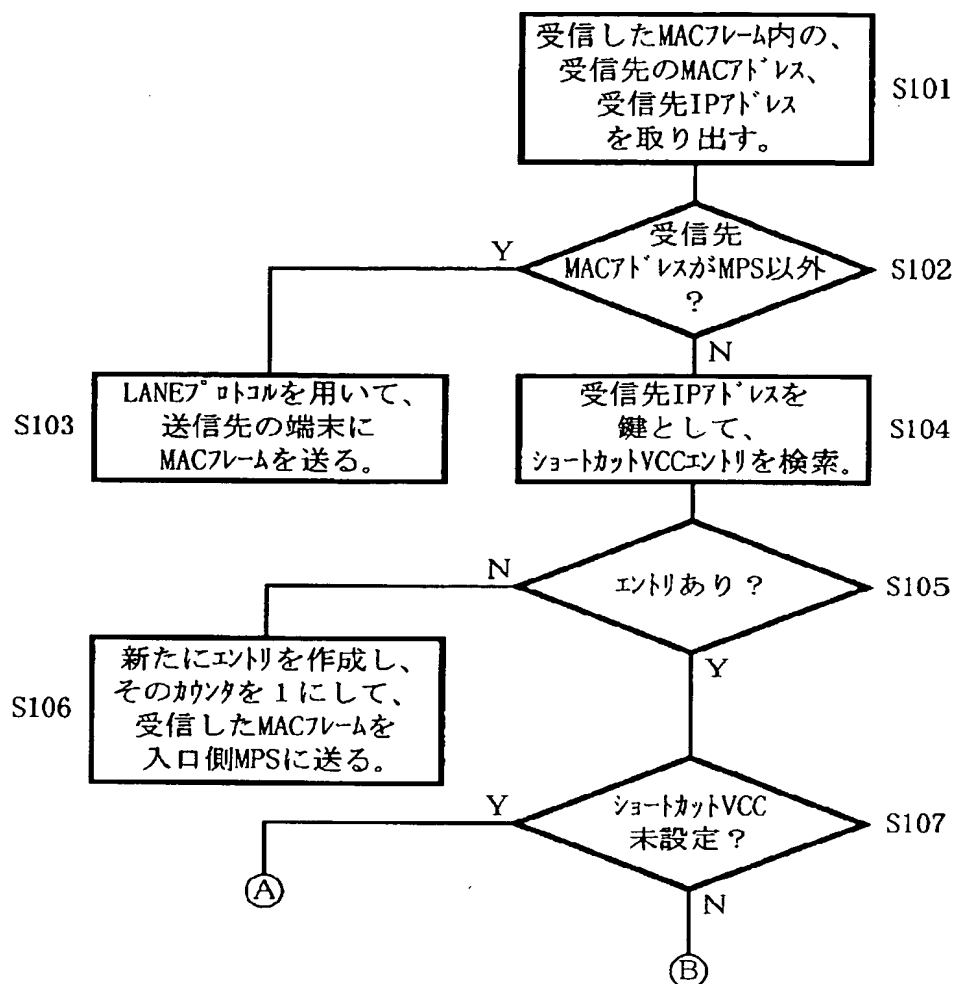 受信したMACフレーム内の、
受信先のMACアドレス、
受信先IPアドレス
を取り出す。
S101
受信先
MACアドレスがMPS以外
?
S102
Y
N
LANEプロトコルを用いて、
送信先の端末に
MACフレームを送る。
S103
受信先IPアドレスを
鍵として、
ショートカットVCCエントリを検索。
S104
エントリあり?
S105
N
Y
新たにエントリを作成し、
そのカウンタを1にして、
受信したMACフレームを
入口側MPSに送る。
S106
ショートカットVCC
未設定?
S107
Y
N
A
B